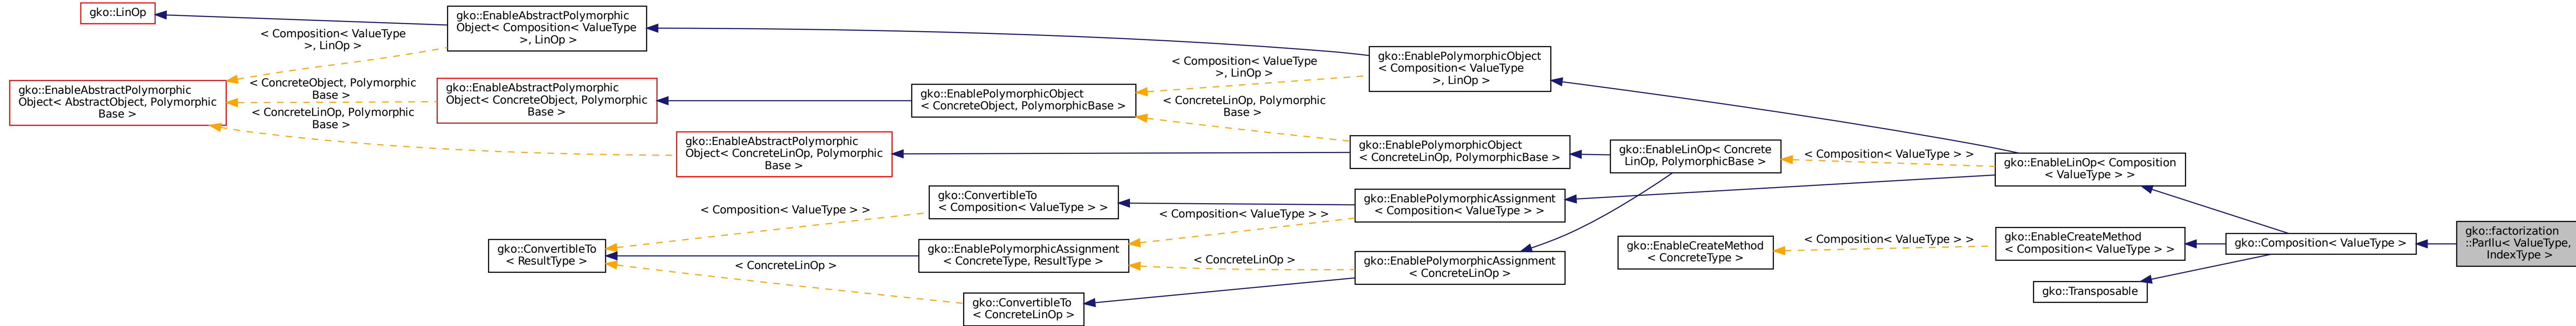 gko::LinOp
gko::EnableAbstractPolymorphic
Object< Composition< ValueType
>, LinOp >
< Composition< ValueType
>, LinOp >
gko::EnableAbstractPolymorphic
Object< AbstractObject, Polymorphic
Base >
< ConcreteObject, Polymorphic
Base >
< ConcreteLinOp, Polymorphic
Base >
gko::EnableAbstractPolymorphic
Object< ConcreteObject, Polymorphic
Base >
gko::EnableAbstractPolymorphic
Object< ConcreteLinOp, Polymorphic
Base >
gko::EnablePolymorphicObject
< ConcreteObject, PolymorphicBase >
< Composition< ValueType
>, LinOp >
< ConcreteLinOp, Polymorphic
Base >
gko::EnablePolymorphicObject
< Composition< ValueType
>, LinOp >
gko::EnablePolymorphicObject
< ConcreteLinOp, PolymorphicBase >
gko::EnableLinOp< Concrete
LinOp, PolymorphicBase >
< Composition< ValueType > >
gko::EnableLinOp< Composition
< ValueType > >
gko::ConvertibleTo
< ResultType >
< Composition< ValueType > >
< ConcreteLinOp >
gko::ConvertibleTo
< Composition< ValueType > >
gko::EnablePolymorphicAssignment
< ConcreteType, ResultType >
gko::ConvertibleTo
< ConcreteLinOp >
< Composition< ValueType > >
< ConcreteLinOp >
gko::EnablePolymorphicAssignment
< Composition< ValueType > >
gko::EnablePolymorphicAssignment
< ConcreteLinOp >
gko::EnableCreateMethod
< ConcreteType >
< Composition< ValueType > >
gko::EnableCreateMethod
< Composition< ValueType > >
gko::Transposable
gko::Composition< ValueType >
gko::factorization
::ParIlu< ValueType,
IndexType >